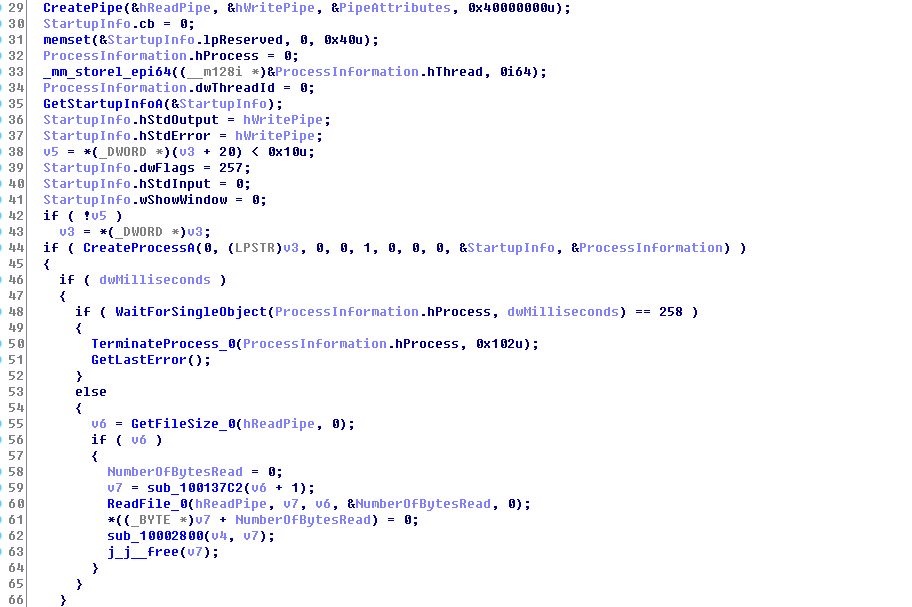 29 CreatePipe(&hReadPipe, &hWritePipe, &PipeAttributes, 0x40000000u);
30 StartupInfo.cb = 0;
31 memset(&StartupInfo.lpReserved, 0, 0x40u);
32 ProcessInformation.hProcess = 0;
33 _mm_storel_epi64((__m128i *)&ProcessInformation.hThread, 0i64);
34 ProcessInformation.dwThreadId = 0;
35 GetStartupInfoA(&StartupInfo);
36 StartupInfo.hStdOutput = hWritePipe;
37 StartupInfo.hStdError = hWritePipe;
38 v5 = *(_DWORD *)(v3 + 20) < 0x10u;
39 StartupInfo.dwFlags = 257;
40 StartupInfo.hStdInput = 0;
41 StartupInfo.wShowWindow = 0;
42 if ( !v5 )
43 v3 = *(_DWORD *)v3;
44 if ( CreateProcessA(0, (LPSTR)v3, 0, 0, 1, 0, 0, 0, &StartupInfo, &ProcessInformation) )
45 {
46 if ( dwMilliseconds )
47 {
48 if ( WaitForSingleObject(ProcessInformation.hProcess, dwMilliseconds) == 258 )
49 {
50 TerminateProcess_0(ProcessInformation.hProcess, 0x102u);
51 GetLastError();
52 }
53 else
54 {
55 v6 = GetFileSize_0(hReadPipe, 0);
56 if ( v6 )
57 {
58 NumberOfBytesRead = 0;
59 v7 = sub_100137C2(v6 + 1);
60 ReadFile_0(hReadPipe, v7, v6, &NumberOfBytesRead, 0);
61 *((_BYTE *)v7 + NumberOfBytesRead) = 0;
62 sub_10002800(v4, v7);
63 j_j__free(v7);
64 }
65 }
66 }